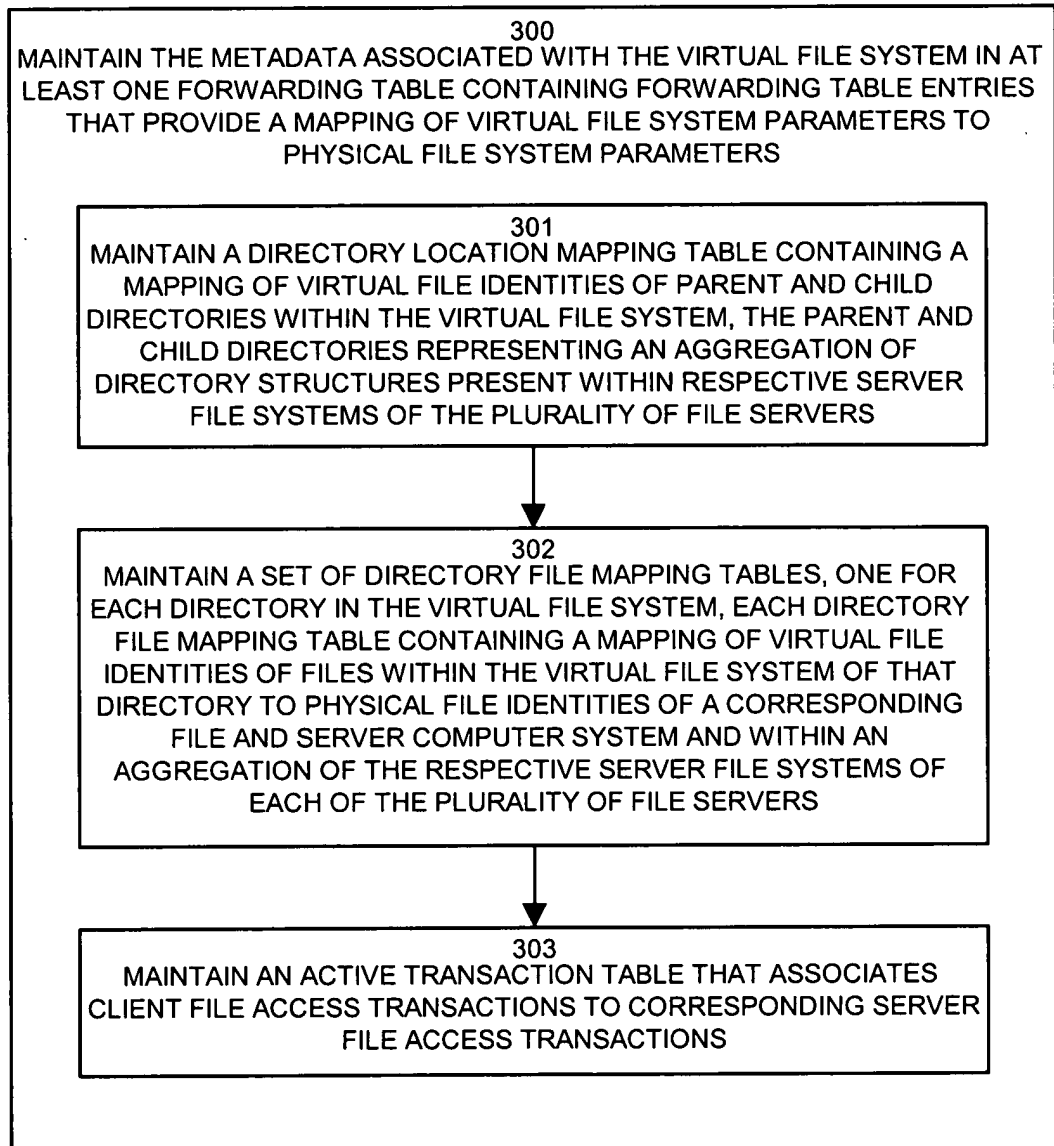 300
MAINTAIN THE METADATA ASSOCIATED WITH THE VIRTUAL FILE SYSTEM IN AT
LEAST ONE FORWARDING TABLE CONTAINING FORWARDING TABLE ENTRIES
THAT PROVIDE A MAPPING OF VIRTUAL FILE SYSTEM PARAMETERS TO
PHYSICAL FILE SYSTEM PARAMETERS
301
MAINTAIN A DIRECTORY LOCATION MAPPING TABLE CONTAINING A
MAPPING OF VIRTUAL FILE IDENTITIES OF PARENT AND CHILD
DIRECTORIES WITHIN THE VIRTUAL FILE SYSTEM, THE PARENT AND
CHILD DIRECTORIES REPRESENTING AN AGGREGATION OF
DIRECTORY STRUCTURES PRESENT WITHIN RESPECTIVE SERVER
FILE SYSTEMS OF THE PLURALITY OF FILE SERVERS
302
MAINTAIN A SET OF DIRECTORY FILE MAPPING TABLES, ONE FOR
EACH DIRECTORY IN THE VIRTUAL FILE SYSTEM, EACH DIRECTORY
FILE MAPPING TABLE CONTAINING A MAPPING OF VIRTUAL FILE
IDENTITIES OF FILES WITHIN THE VIRTUAL FILE SYSTEM OF THAT
DIRECTORY TO PHYSICAL FILE IDENTITIES OF A CORRESPONDING
FILE AND SERVER COMPUTER SYSTEM AND WITHIN AN
AGGREGATION OF THE RESPECTIVE SERVER FILE SYSTEMS OF
EACH OF THE PLURALITY OF FILE SERVERS
303
MAINTAIN AN ACTIVE TRANSACTION TABLE THAT ASSOCIATES
CLIENT FILE ACCESS TRANSACTIONS TO CORRESPONDING SERVER
FILE ACCESS TRANSACTIONS